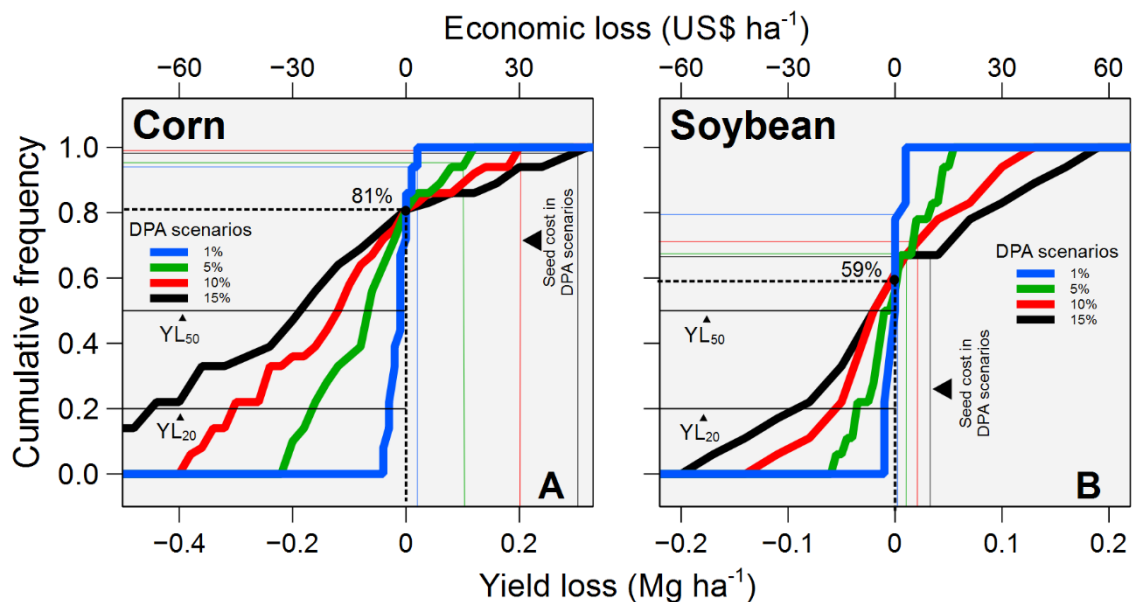 Economic loss (US$ ha⁻¹)
−60 −30 0 30
−60 −30 0 30 60
Cumulative frequency
1.0
0.8
0.6
0.4
0.2
0.0
Corn
81%
DPA scenarios
1%
5%
10%
15%
YL₅₀
YL₂₀
Seed cost in
DPA scenarios
A
−0.4 −0.2 0 0.2
Soybean
59%
DPA scenarios
1%
5%
10%
15%
YL₅₀
YL₂₀
Seed cost in
DPA scenarios
B
−0.2 −0.1 0 0.1 0.2
Yield loss (Mg ha⁻¹)